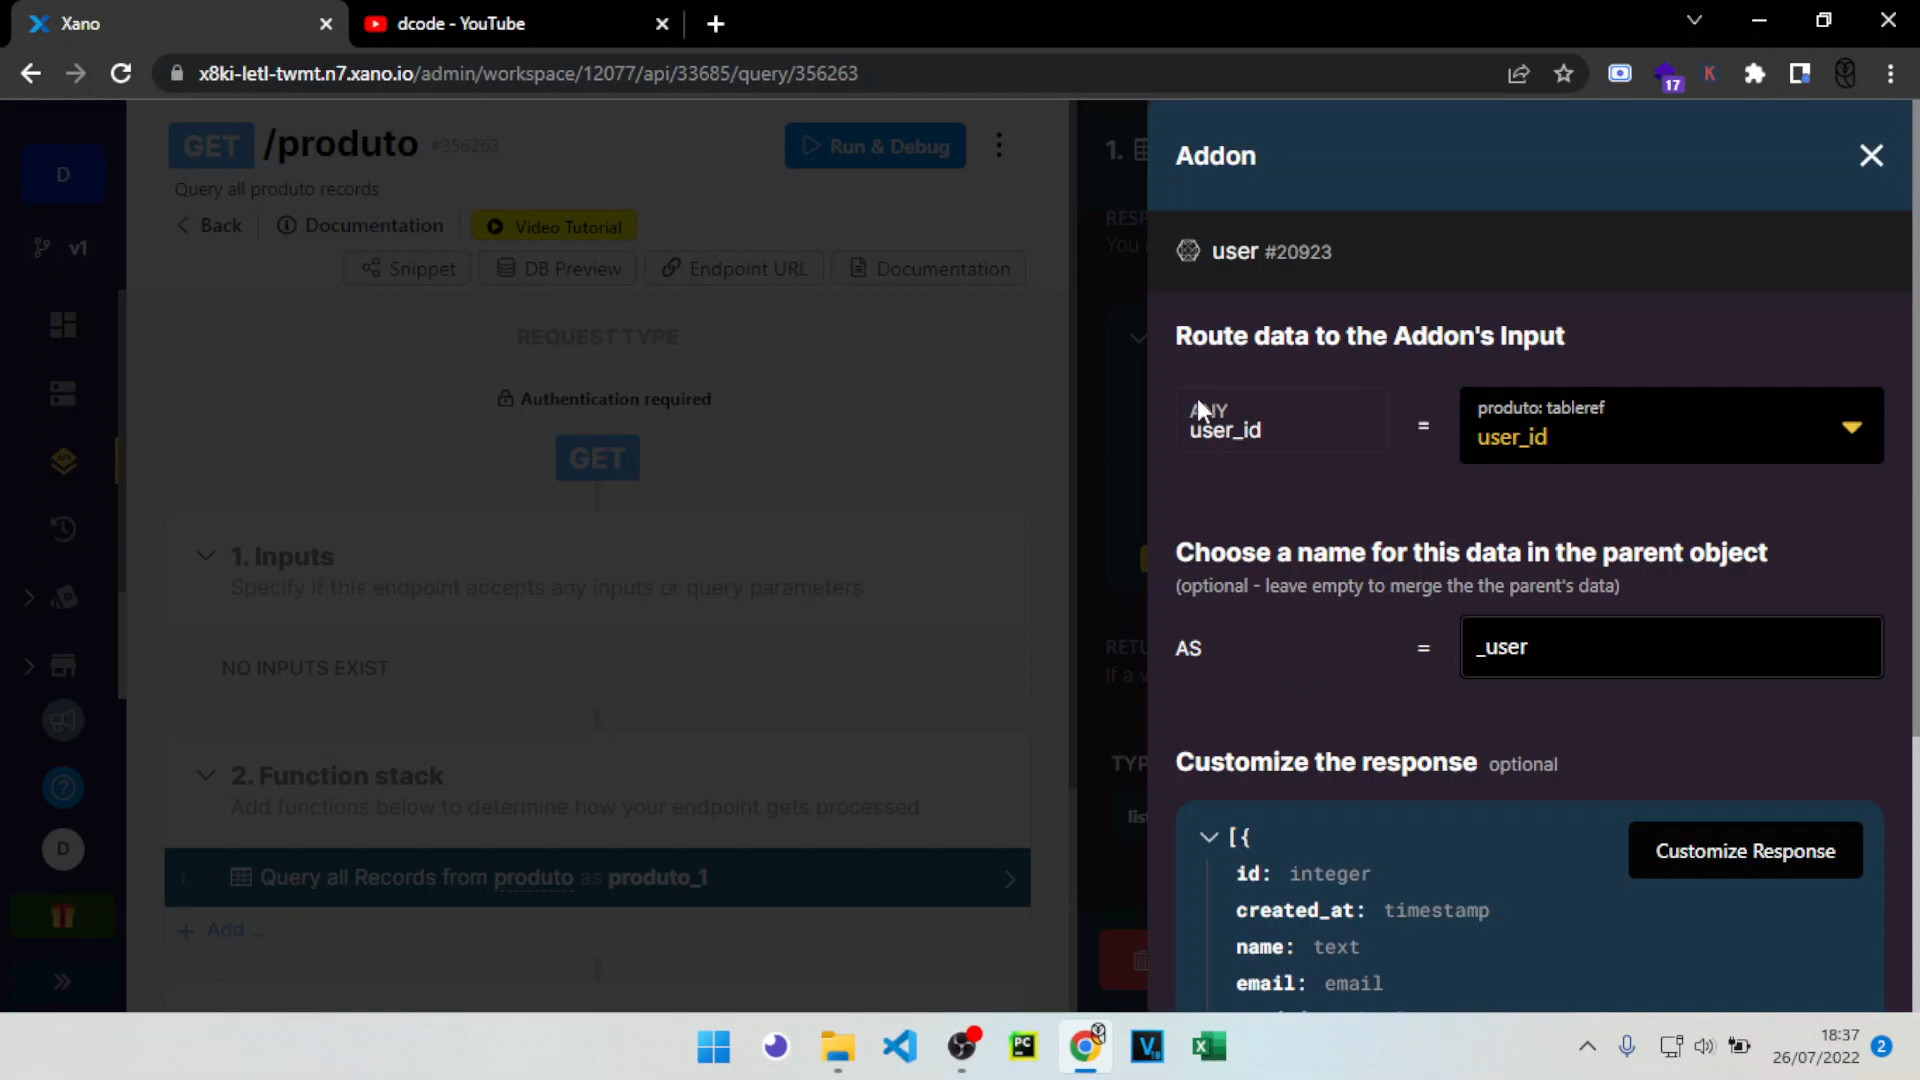 Xano
dcode - YouTube
x8ki-letl-twmt.n7.xano.io/admin/workspace/12077/api/33685/query/356263
17
K
D
v1
GET /produto #356263
Run & Debug
Query all produto records
Back
Documentation
Video Tutorial
Snippet
DB Preview
Endpoint URL
Documentation
REQUEST TYPE
Authentication required
GET
1. Inputs
Specify if this endpoint accepts any inputs or query parameters
NO INPUTS EXIST
2. Function stack
Add functions below to determine how your endpoint gets processed
1. Query all Records from produto as produto_1
+ Add ...
API
?
D
1.
Addon
user #20923
Route data to the Addon's Input
ANY
user_id
=
produto: tableref
user_id
Choose a name for this data in the parent object
(optional - leave empty to merge the the parent's data)
AS
=
_user
Customize the response optional
Customize Response
[{
id: integer
created_at: timestamp
name: text
email: email
PC
V
18
18:37
26/07/2022
2